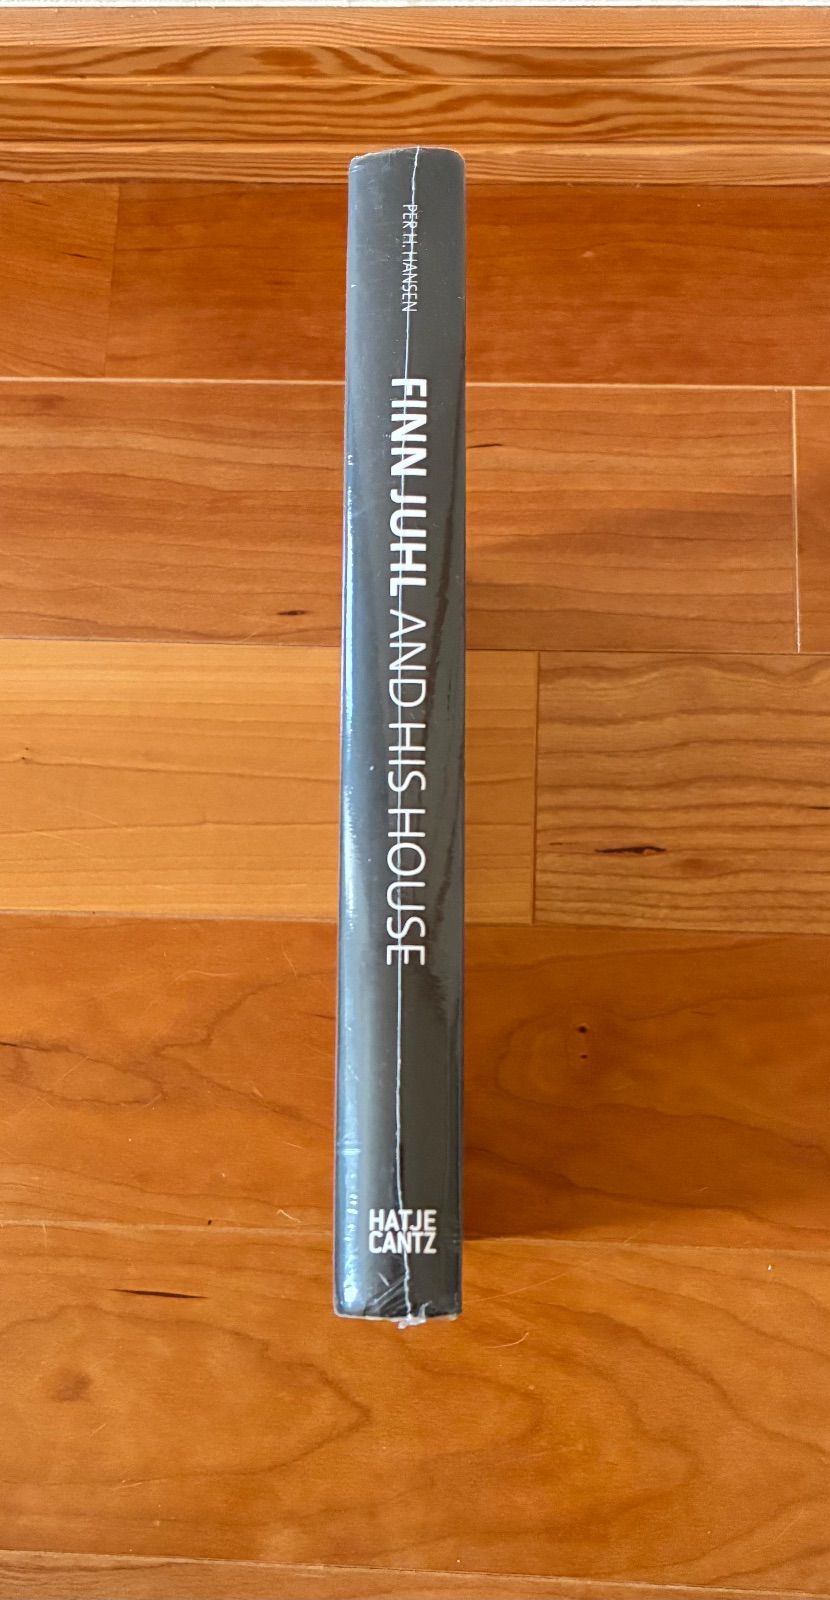 PER H. HANSEN
FINN JUHL AND HIS HOUSE
HATJE
CANTZ